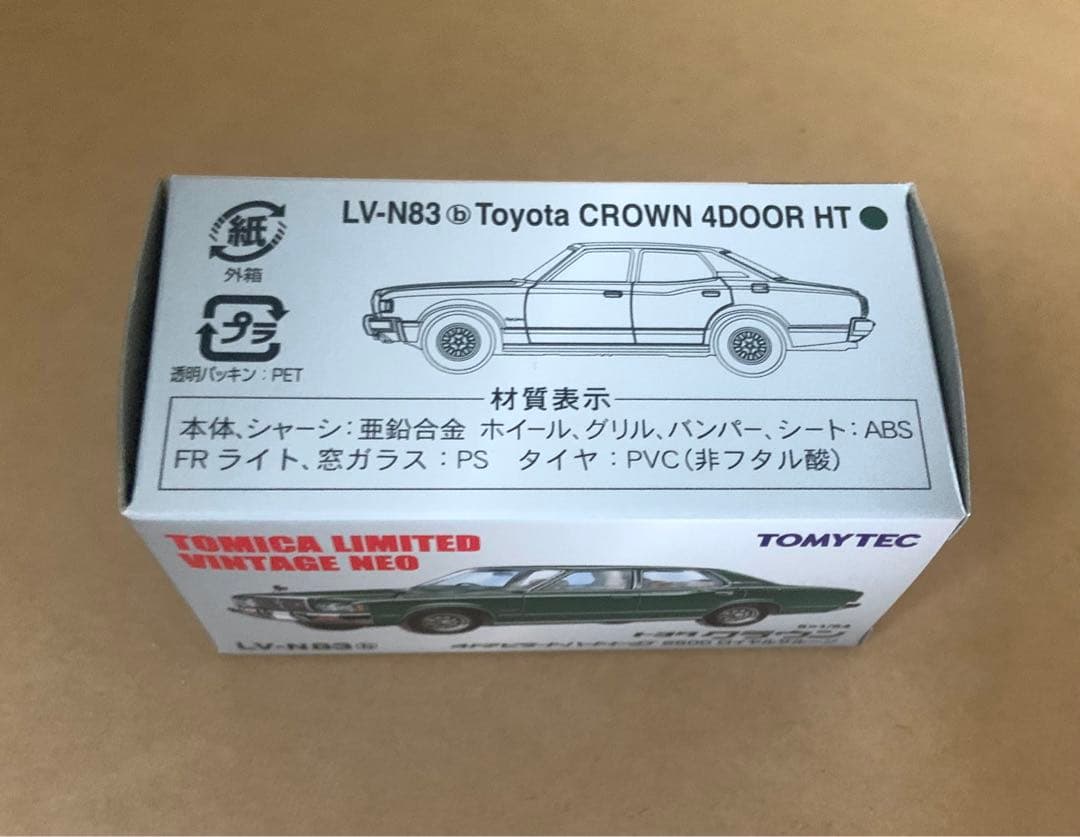 紙
外箱
プラ
透明パッキン：PET
LV-N83 ⓑ Toyota CROWN 4DOOR HT ●
材質表示
本体、シャーシ：亜鉛合金 ホイール、グリル、バンパー、シート：ABS
FR ライト、窓ガラス：PS タイヤ：PVC（非フタル酸）
TOMICA LIMITED
VINTAGE NEO
TOMYTEC
S=1/64
トヨタ クラウン
LV-N83 ⓑ